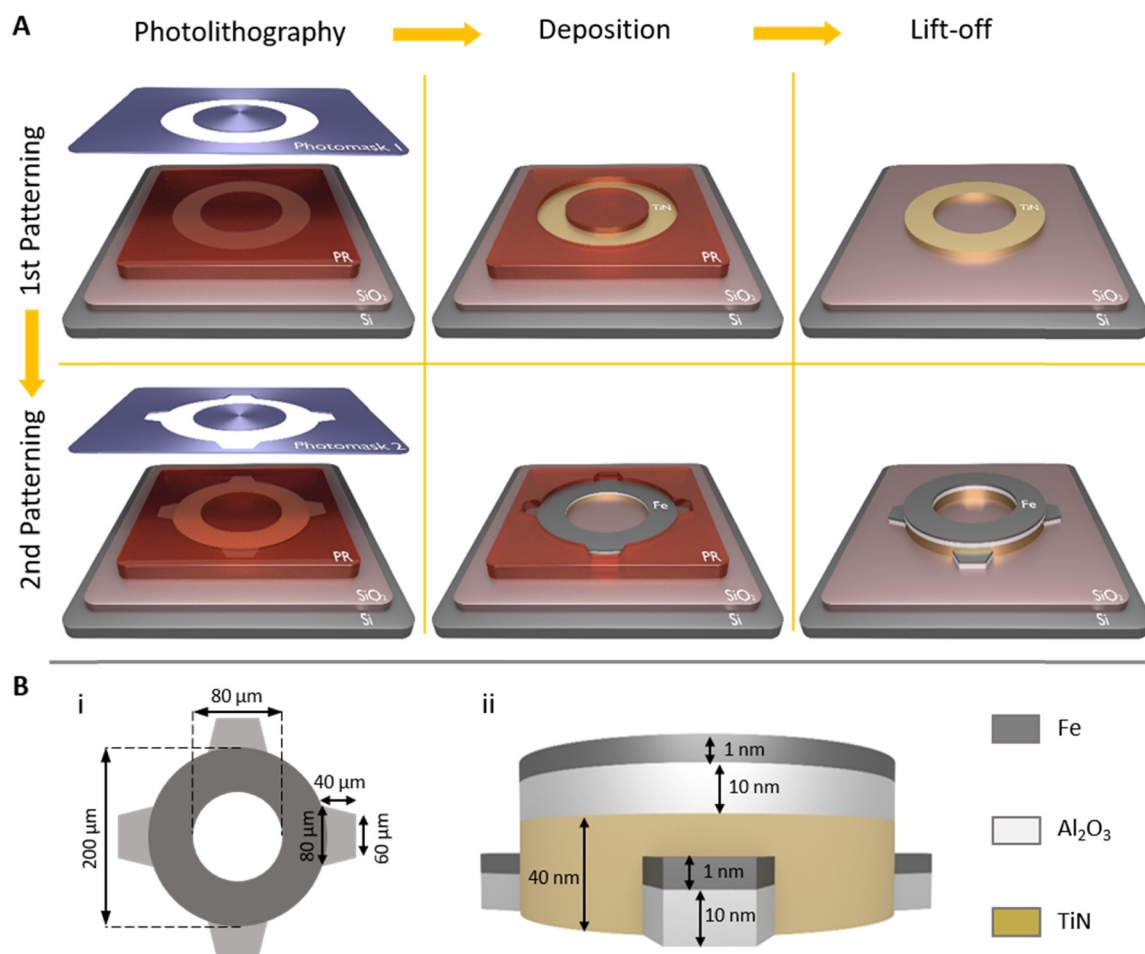 A
Photolithography
Deposition
Lift-off
1st Patterning
Photomask 1
PR
SiO₂
Si
TiN
PR
SiO₂
Si
TiN
SiO₂
Si
2nd Patterning
Photomask 2
PR
SiO₂
Si
Fe
PR
SiO₂
Si
Fe
SiO₂
Si
B
i
80 µm
200 µm
40 µm
80 µm
60 µm
ii
1 nm
10 nm
40 nm
1 nm
10 nm
Fe
Al₂O₃
TiN